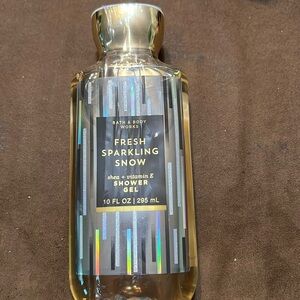 BATH & BODY
WORKS
FRESH
SPARKLING
SNOW
shea + vitamin E
SHOWER
GEL
10 FL OZ | 295 mL